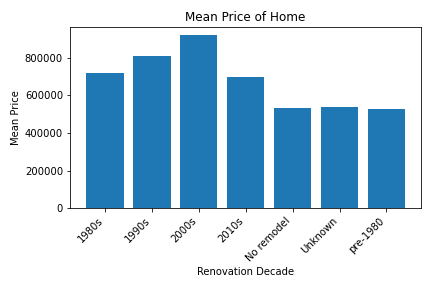 Mean Price of Home
Mean Price
800000
600000
400000
200000
0
1980s
1990s
2000s
2010s
No remodel
Unknown
pre-1980
Renovation Decade